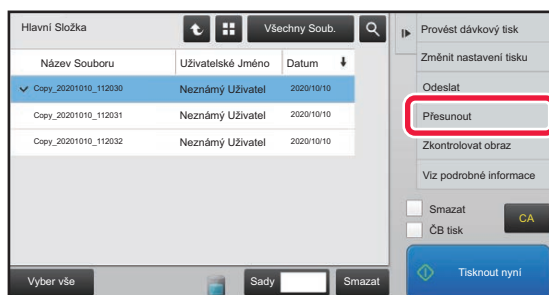 Hlavní Složka
Všechny Soub.
Název Souboru Uživatelské Jméno Datum
Copy_20201010_112030 Neznámý Uživatel 2020/10/10
Copy_20201010_112031 Neznámý Uživatel 2020/10/10
Copy_20201010_112032 Neznámý Uživatel 2020/10/10
Vyber vše
Sady
Smazat
Provést dávkový tisk
Změnit nastavení tisku
Odeslat
Přesunout
Zkontrolovat obraz
Viz podrobné informace
Smazat
ČB tisk
CA
Tisknout nyní